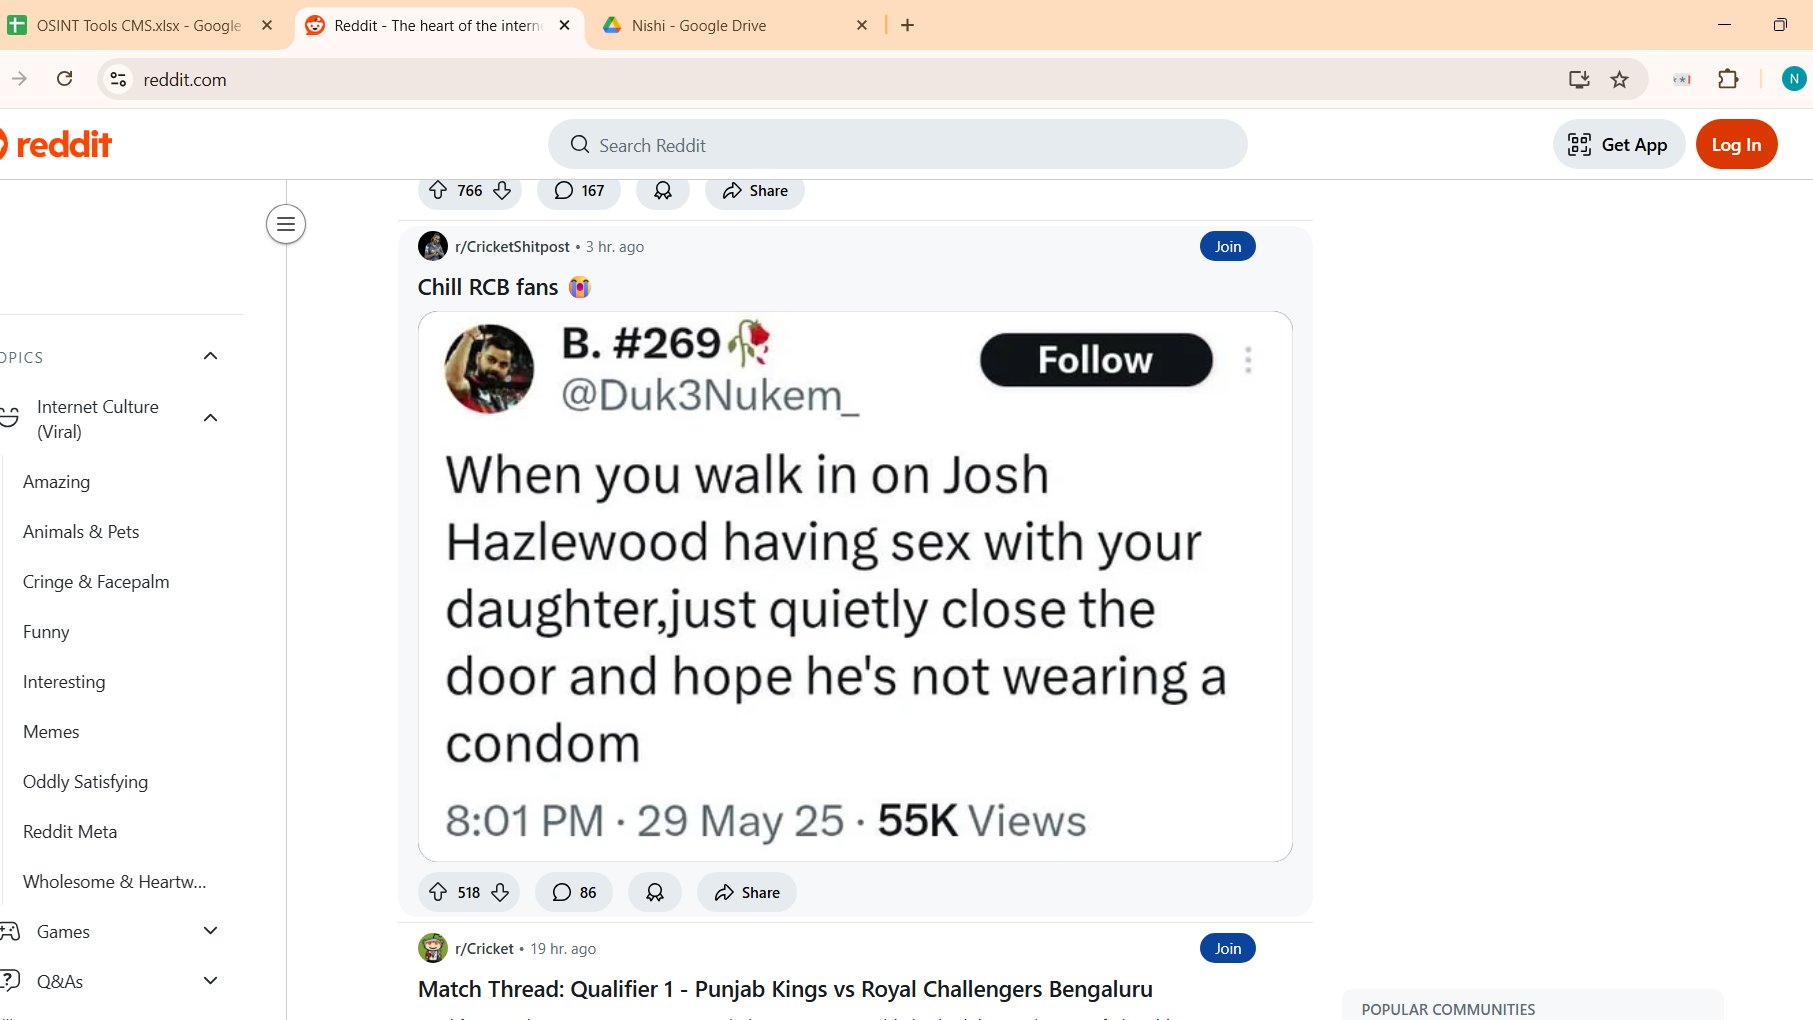 OSINT Tools CMS.xlsx - Google
Reddit - The heart of the interne
Nishi - Google Drive
reddit.com
N
reddit
Search Reddit
Get App
Log In
766
167
Share
r/CricketShitpost • 3 hr. ago
Join
Chill RCB fans 😭
B. #269🥀
@Duk3Nukem_
Follow
When you walk in on Josh
Hazlewood having sex with your
daughter,just quietly close the
door and hope he's not wearing a
condom
8:01 PM · 29 May 25 · 55K Views
518
86
Share
r/Cricket • 19 hr. ago
Join
Match Thread: Qualifier 1 - Punjab Kings vs Royal Challengers Bengaluru
OPICS
Internet Culture
(Viral)
Amazing
Animals & Pets
Cringe & Facepalm
Funny
Interesting
Memes
Oddly Satisfying
Reddit Meta
Wholesome & Heartw...
Games
Q&As
POPULAR COMMUNITIES